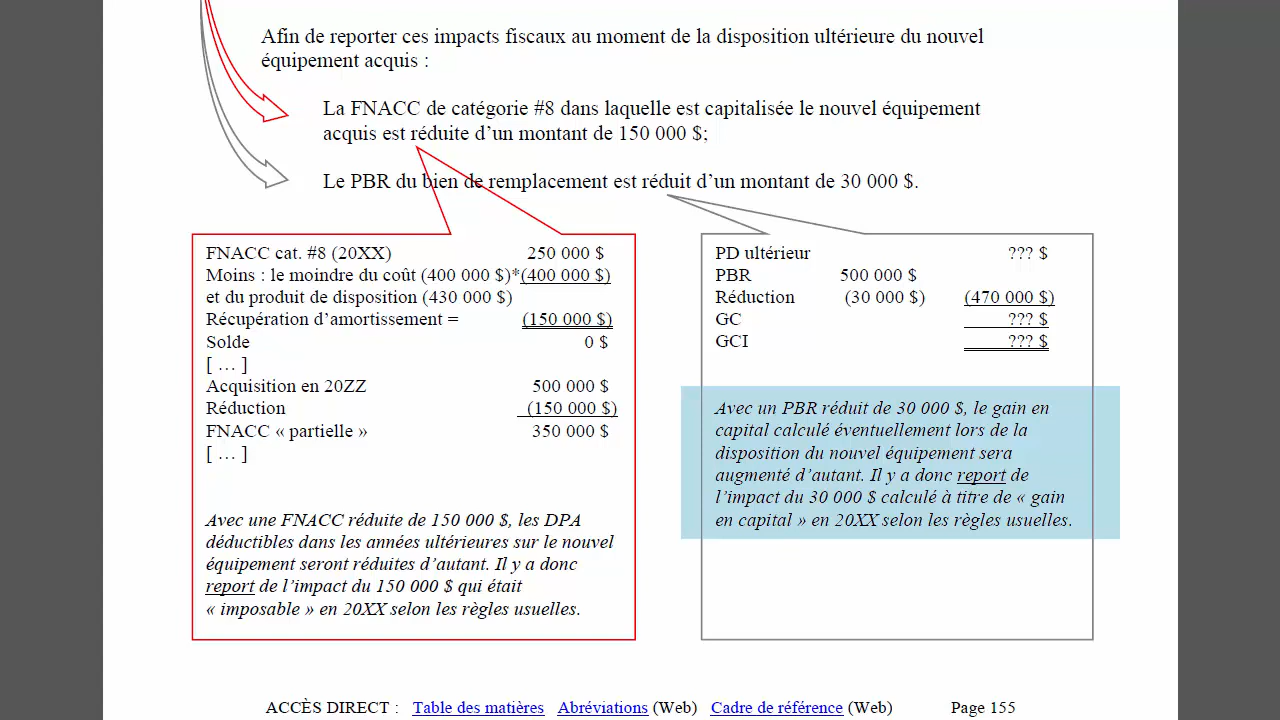 Afin de reporter ces impacts fiscaux au moment de la disposition ultérieure du nouvel
équipement acquis :
La FNACC de catégorie #8 dans laquelle est capitalisée le nouvel équipement
acquis est réduite d’un montant de 150 000 $;
Le PBR du bien de remplacement est réduit d’un montant de 30 000 $.
FNACC cat. #8 (20XX) 250 000 $
Moins : le moindre du coût (400 000 $)*(400 000 $)
et du produit de disposition (430 000 $)
Récupération d’amortissement = (150 000 $)
Solde 0 $
[ … ]
Acquisition en 20ZZ 500 000 $
Réduction (150 000 $)
FNACC « partielle » 350 000 $
[ … ]
Avec une FNACC réduite de 150 000 $, les DPA
déductibles dans les années ultérieures sur le nouvel
équipement seront réduites d’autant. Il y a donc
report de l’impact du 150 000 $ qui était
« imposable » en 20XX selon les règles usuelles.
PD ultérieur ??? $
PBR 500 000 $
Réduction (30 000 $) (470 000 $)
GC ??? $
GCI ??? $
Avec un PBR réduit de 30 000 $, le gain en
capital calculé éventuellement lors de la
disposition du nouvel équipement sera
augmenté d’autant. Il y a donc report de
l’impact du 30 000 $ calculé à titre de « gain
en capital » en 20XX selon les règles usuelles.
ACCÈS DIRECT : Table des matières Abréviations (Web) Cadre de référence (Web) Page 155